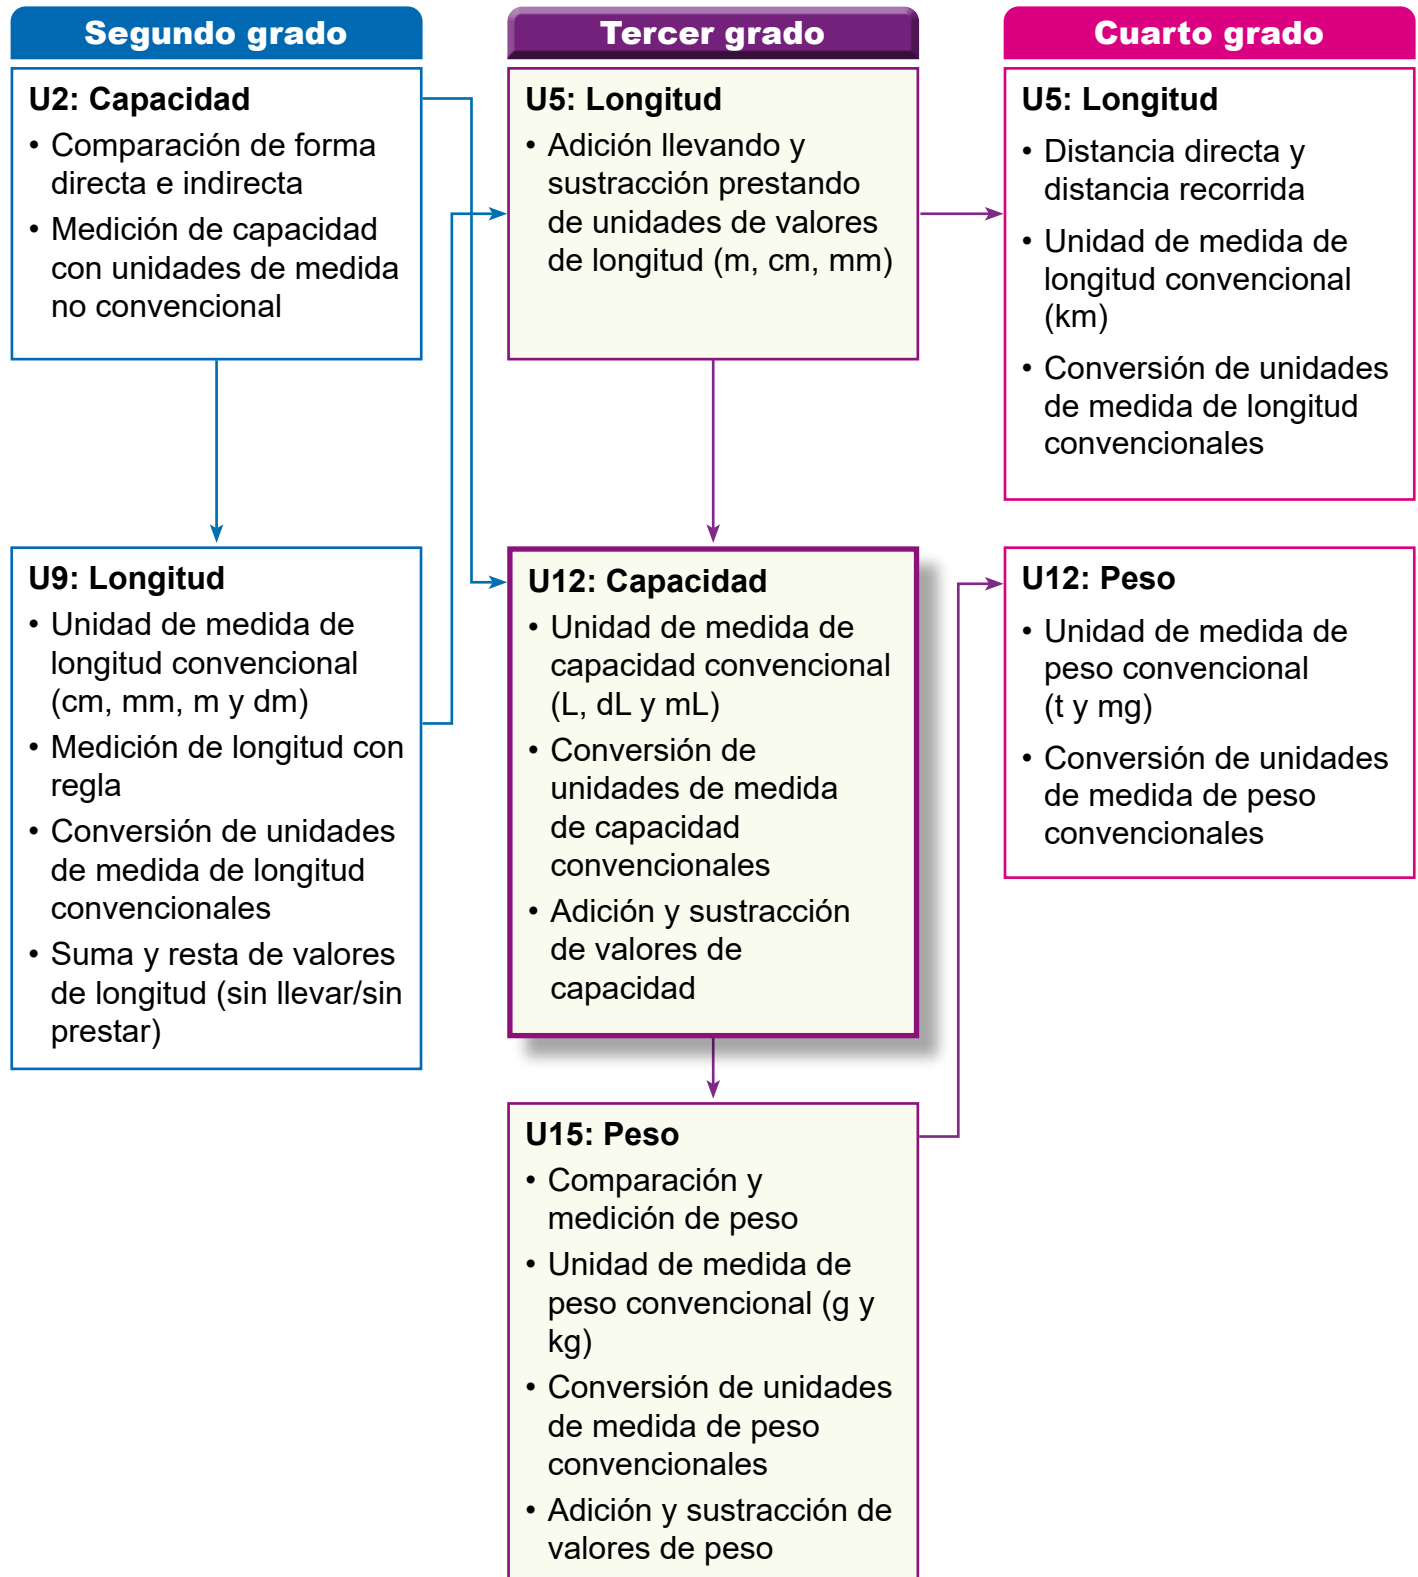 Segundo grado
U2: Capacidad
• Comparación de forma
directa e indirecta
• Medición de capacidad
con unidades de medida
no convencional
U9: Longitud
• Unidad de medida de
longitud convencional
(cm, mm, m y dm)
• Medición de longitud con
regla
• Conversión de unidades
de medida de longitud
convencionales
• Suma y resta de valores
de longitud (sin llevar/sin
prestar)
Tercer grado
U5: Longitud
• Adición llevando y
sustracción prestando
de unidades de valores
de longitud (m, cm, mm)
U12: Capacidad
• Unidad de medida de
capacidad convencional
(L, dL y mL)
• Conversión de
unidades de medida
de capacidad
convencionales
• Adición y sustracción
de valores de
capacidad
U15: Peso
• Comparación y
medición de peso
• Unidad de medida de
peso convencional (g y
kg)
• Conversión de unidades
de medida de peso
convencionales
• Adición y sustracción de
valores de peso
Cuarto grado
U5: Longitud
• Distancia directa y
distancia recorrida
• Unidad de medida de
longitud convencional
(km)
• Conversión de unidades
de medida de longitud
convencionales
U12: Peso
• Unidad de medida de
peso convencional
(t y mg)
• Conversión de unidades
de medida de peso
convencionales